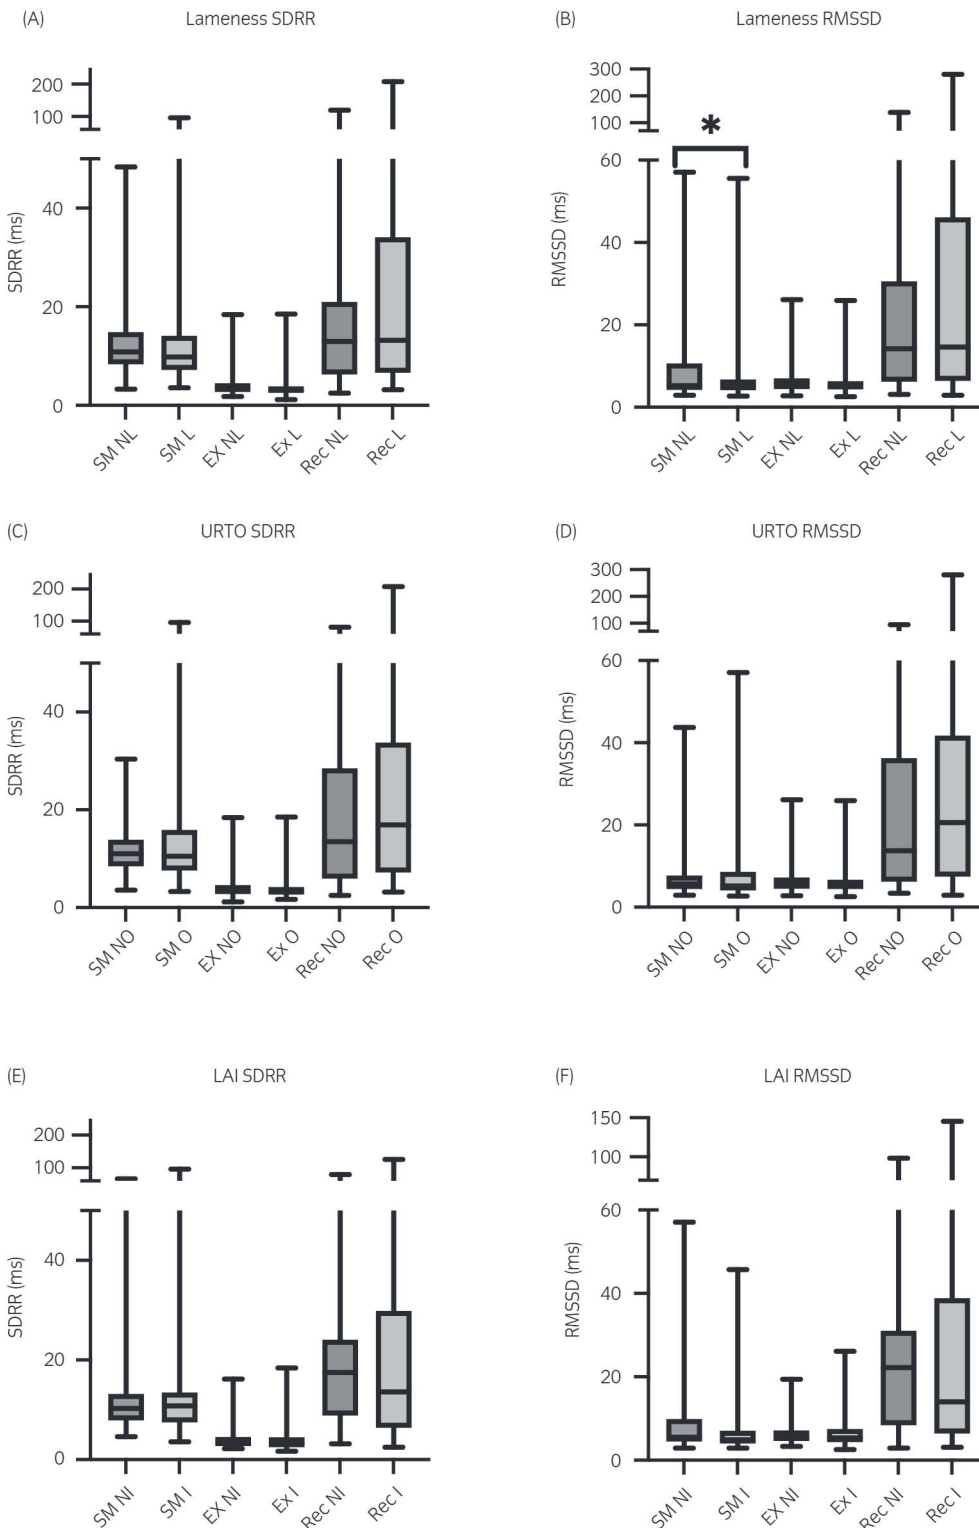 (A) Lameness SDRR
200
100
40
20
0
SDRR (ms)
SM NL
SM L
EX NL
Ex L
Rec NL
Rec L
(B) Lameness RMSSD
300
200
100
60
40
20
0
RMSSD (ms)
*
SM NL
SM L
EX NL
Ex L
Rec NL
Rec L
(C) URTO SDRR
200
100
40
20
0
SDRR (ms)
SM NO
SM O
EX NO
Ex O
Rec NO
Rec O
(D) URTO RMSSD
300
200
100
60
40
20
0
RMSSD (ms)
SM NO
SM O
EX NO
Ex O
Rec NO
Rec O
(E) LAI SDRR
200
100
40
20
0
SDRR (ms)
SM NI
SM I
EX NI
Ex I
Rec NI
Rec I
(F) LAI RMSSD
150
100
60
40
20
0
RMSSD (ms)
SM NI
SM I
EX NI
Ex I
Rec NI
Rec I